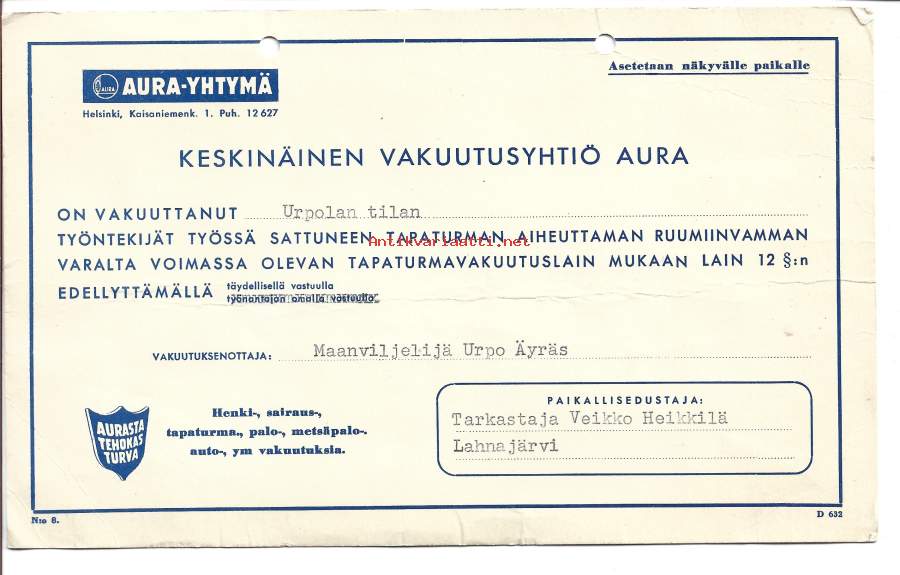 Asetetaan näkyvälle paikalle
AURA AURA-YHTYMÄ
Helsinki, Kaisaniemenk. 1. Puh. 12 627
KESKINÄINEN VAKUUTUSYHTIÖ AURA
ON VAKUUTTANUT Urpolan tilan
TYÖNTEKIJÄT TYÖSSÄ SATTUNEEN TAPATURMAN AIHEUTTAMAN RUUMIINVAMMAN
Antikvariaatti.net
VARALTA VOIMASSA OLEVAN TAPATURMAVAKUUTUSLAIN MUKAAN LAIN 12 §:n
EDELLYTTÄMÄLLÄ täydellisellä vastuulla
työnantajan omalla vastuulla.
VAKUUTUKSENOTTAJA: Maanviljelijä Urpo Äyräs
AURASTA
TEHOKAS
TURVA
Henki-, sairaus-,
tapaturma., palo-, metsäpalo-.
auto-, ym vakuutuksia.
PAIKALLISEDUSTAJA:
Tarkastaja Veikko Heikkilä
Lahnajärvi
N:o 8.
D 632